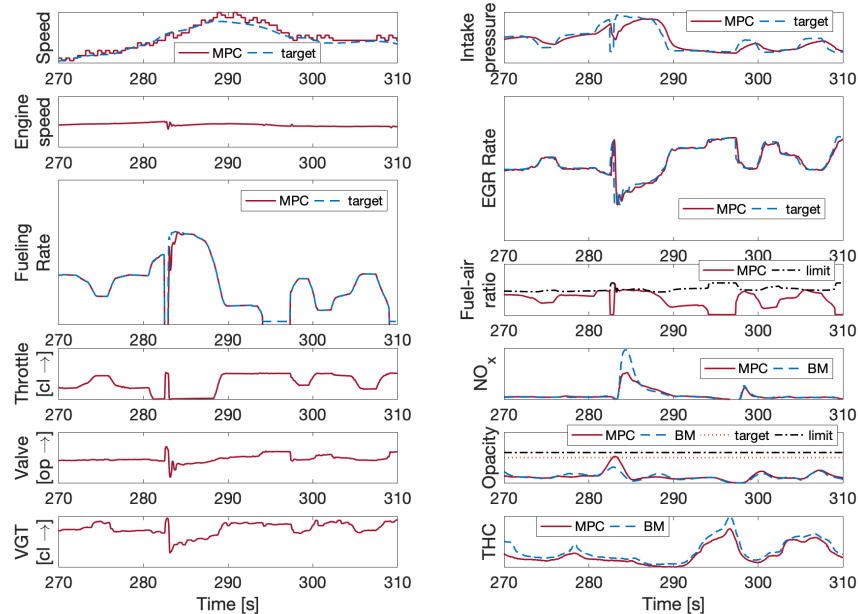 Speed
MPC target
270 280 290 300 310
Engine
speed
270 280 290 300 310
Fueling
Rate
MPC target
270 280 290 300 310
Throttle
[cl →]
270 280 290 300 310
Valve
[op →]
270 280 290 300 310
VGT
[cl →]
270 280 290 300 310
Time [s]
Intake
pressure
MPC target
270 280 290 300 310
EGR Rate
MPC target
270 280 290 300 310
Fuel-air
ratio
MPC limit
270 280 290 300 310
NOx
MPC BM
270 280 290 300 310
Opacity
MPC BM target limit
270 280 290 300 310
THC
MPC BM
270 280 290 300 310
Time [s]